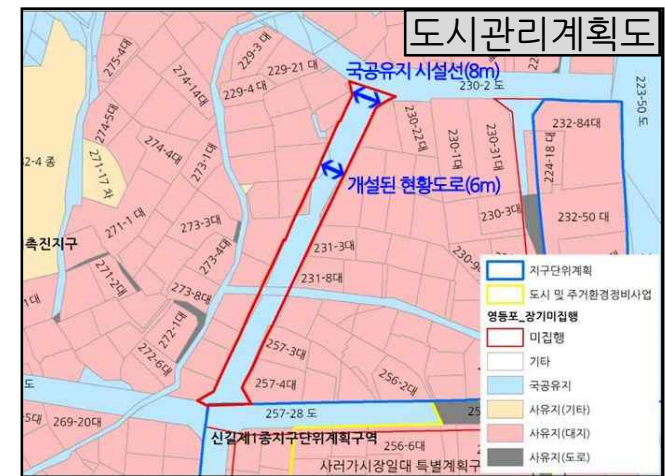 도시관리계획도
국공유지 시설선(8m)
개설된 현황도로(6m)
275-4대
274-14대
229-3 대
229-21 대
229-4 대
230-2 도
223-50 도
232-84대
274-5대
274-4대
273-1대
230-22대
230-1대
230-31대
224-18 대
2-4 종
271-17 차
232-50 대
271-1 대
273-3대
230-3대
촉진지구
231-3대
273-4대
271-2대
231-8대
273-8대
272-1대
272-6대
257-3대
256-2대
257-4대
도
5대
269-20대
257-28 도
신길제1종지구단위계획구역
256-6대
사러가시장일대 특별계획구
지구단위계획
도시 및 주거환경정비사업
영등포_장기미집행
미집행
기타
국공유지
사유지(기타)
사유지(대지)
사유지(도로)